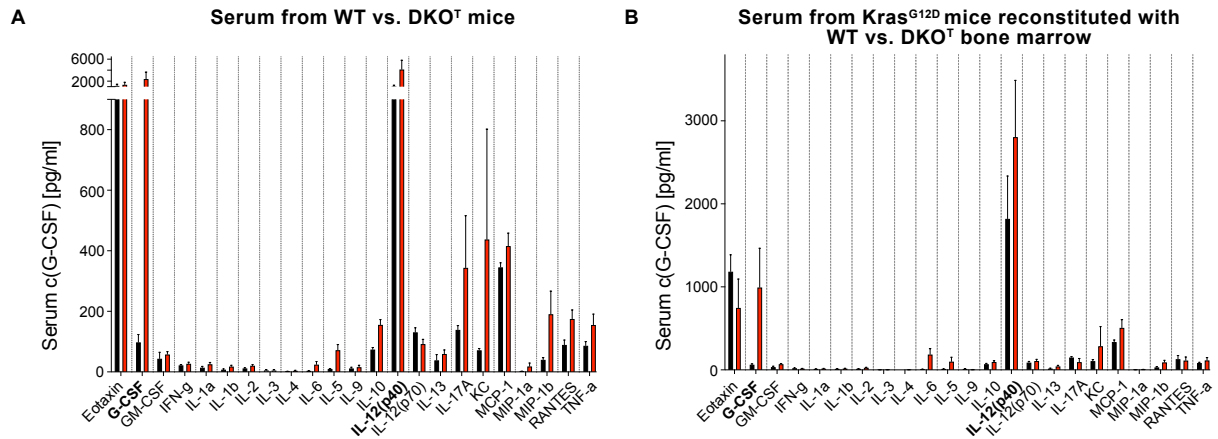 A
Serum from WT vs. DKOᵀ mice
Serum c(G-CSF) [pg/ml]
6000
4000
2000
800
600
400
200
0
Eotaxin
G-CSF
GM-CSF
IFN-g
IL-1a
IL-1b
IL-2
IL-3
IL-4
IL-6
IL-5
IL-9
IL-10
IL-12(p40)
IL-12(p70)
IL-13
IL-17A
KC
MCP-1
MIP-1a
MIP-1b
RANTES
TNF-a
B
Serum from Krasᴳ¹²ᴰ mice reconstituted with
WT vs. DKOᵀ bone marrow
Serum c(G-CSF) [pg/ml]
3000
2000
1000
0
Eotaxin
G-CSF
GM-CSF
IFN-g
IL-1a
IL-1b
IL-2
IL-3
IL-4
IL-6
IL-5
IL-9
IL-10
IL-12(p40)
IL-12(p70)
IL-13
IL-17A
KC
MCP-1
MIP-1a
MIP-1b
RANTES
TNF-a